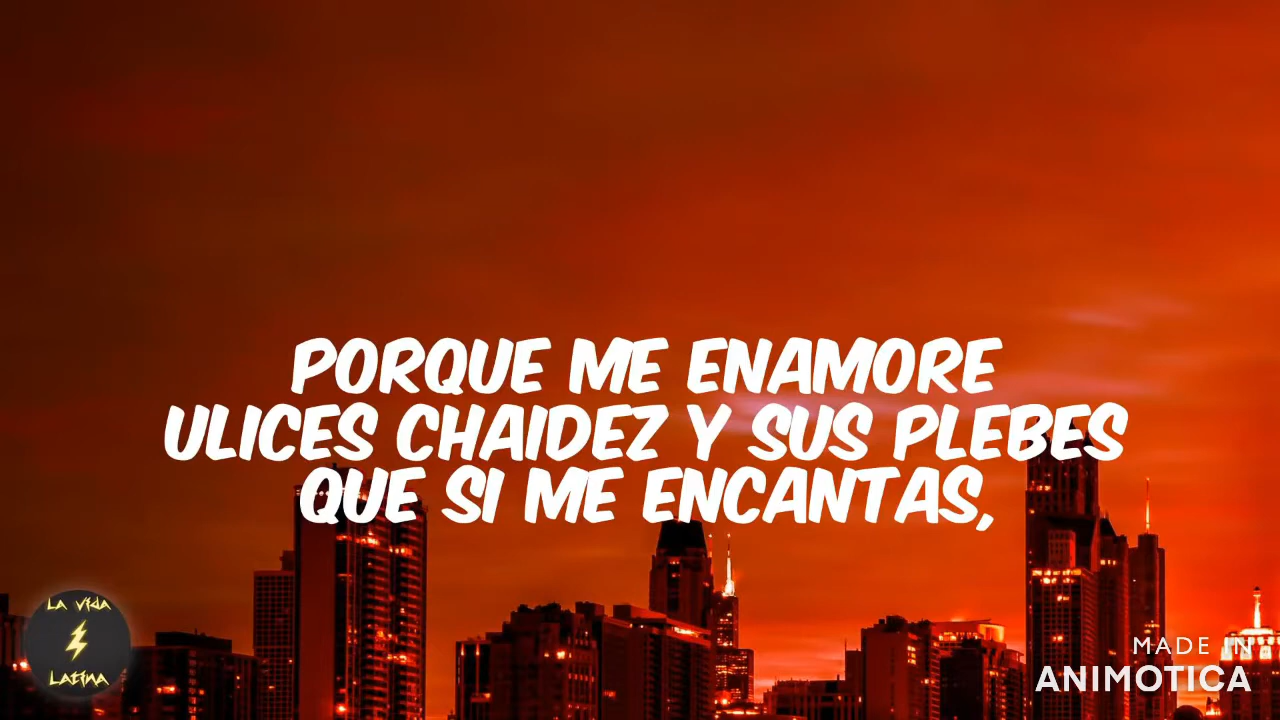 PORQUE ME ENAMORE
ULICES CHAIDEZ Y SUS PLEBES
QUE SI ME ENCANTAS,
LA VIDA
LATINA
MADE IN
ANIMOTICA